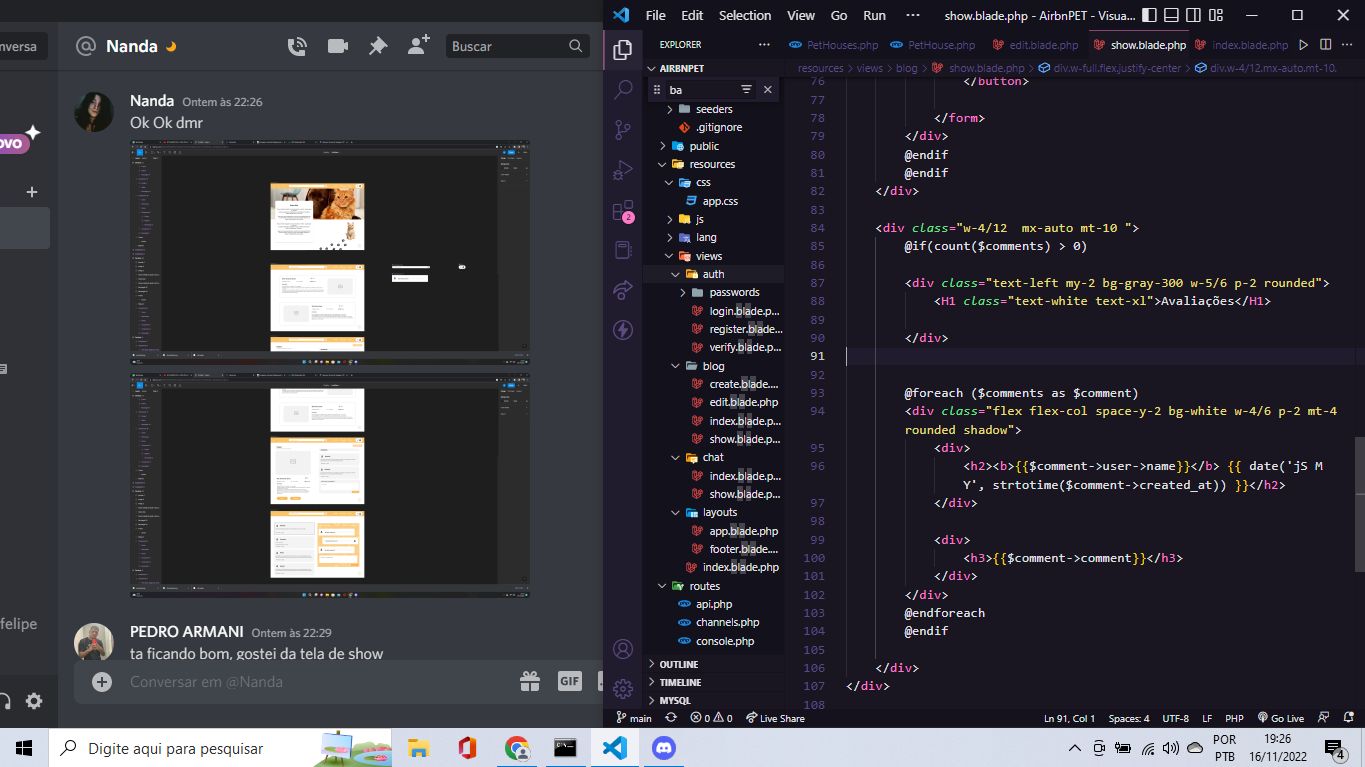 nversa
@ Nanda
Buscar
Nanda Ontem às 22:26
Ok Ok dmr
ovo
felipe
PEDRO ARMANI Ontem às 22:29
ta ficando bom, gostei da tela de show
Conversar em @Nanda
GIF
File Edit Selection View Go Run ··· show.blade.php - AirbnPET - Visua...
EXPLORER
PetHouses.php PetHouse.php edit.blade.php show.blade.php index.blade.php
resources > views > blog > show.blade.php > div.w-full.flex.justify-center > div.w-4/12.mx-auto.mt-10.
AIRBNPET
ba
seeders
.gitignore
public
resources
css
app.css
js
lang
views
auth
passwords
login.blade.p...
register.blade...
verify.blade.p...
blog
create.blade....
edit.blade.php
index.blade.p...
show.blade.p...
chat
index.blade.p...
show.blade.p...
layouts
app.blade.php
footer.blade....
index.blade.php
routes
api.php
channels.php
console.php
OUTLINE
TIMELINE
MYSQL
2
76 </button>
77
78 </form>
79 </div>
80 @endif
81 @endif
82 </div>
83
84 <div class="w-4/12  mx-auto mt-10 ">
85 @if(count($comments) > 0)
86
87 <div class="text-left my-2 bg-gray-300 w-5/6 p-2 rounded">
88 <H1 class="text-white text-xl">Avaliações</H1>
89
90 </div>
91
92
93 @foreach ($comments as $comment)
94 <div class="flex flex-col space-y-2 bg-white w-4/6 p-2 mt-4
rounded shadow">
95 <div>
96 <h2><b>{{$comment->user->name}}</b> {{ date('jS M
Y', strtotime($comment->created_at)) }}</h2>
97 </div>
98
99 <div>
100 <h3>{{$comment->comment}}</h3>
101 </div>
102 </div>
103 @endforeach
104 @endif
105
106 </div>
107 </div>
108
main 0 0 Live Share Ln 91, Col 1 Spaces: 4 UTF-8 LF PHP Go Live
Digite aqui para pesquisar
POR
PTB
19:26
16/11/2022
4